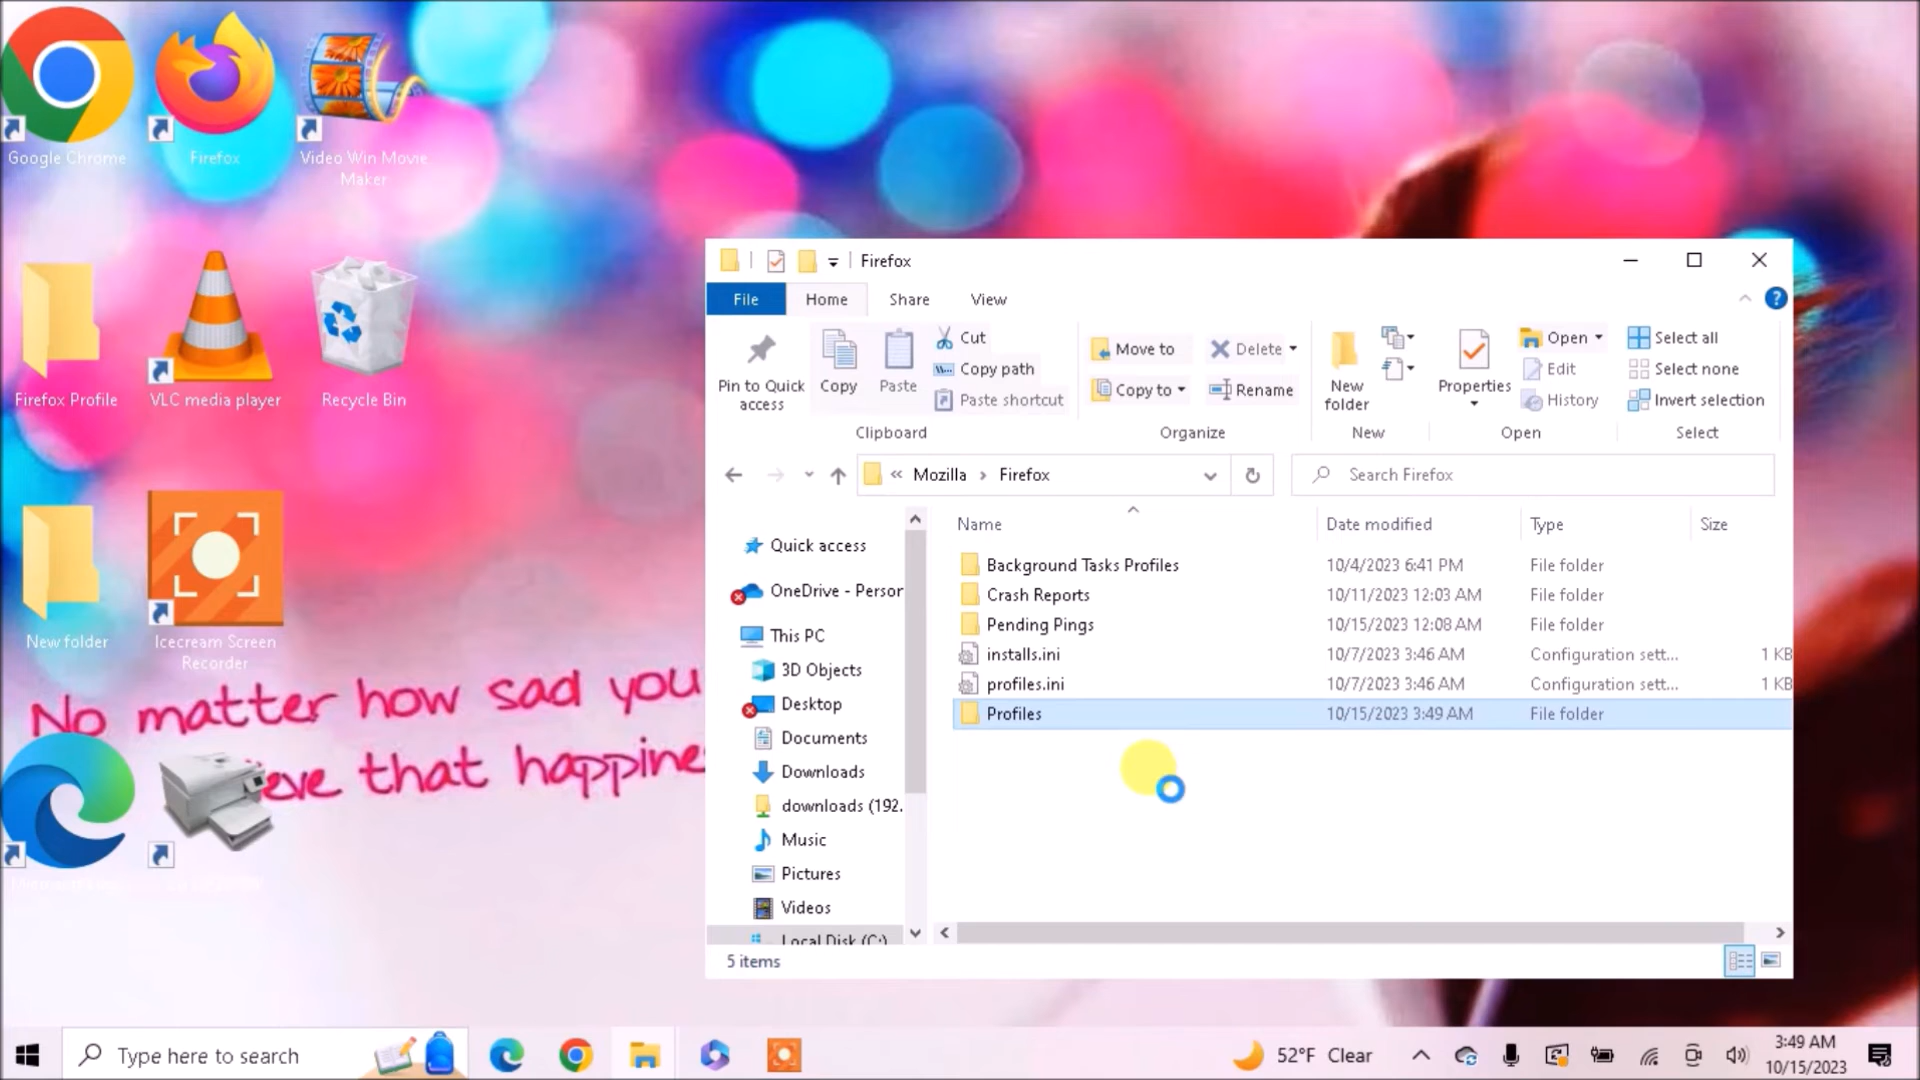 Google Chrome
Firefox
Video Win Movie
Maker
Firefox Profile
VLC media player
Recycle Bin
New folder
Icecream Screen
Recorder
No matter how sad you
eve that happine
Firefox
File
Home
Share
View
Pin to Quick
access
Copy
Paste
Cut
Copy path
Paste shortcut
Clipboard
Move to
Copy to
Delete
Rename
Organize
New
folder
New
Properties
Open
Edit
History
Open
Select all
Select none
Invert selection
Select
« Mozilla › Firefox
Search Firefox
Quick access
OneDrive - Person
This PC
3D Objects
Desktop
Documents
Downloads
downloads (192.
Music
Pictures
Videos
Local Disk (C:)
Name Date modified Type Size
Background Tasks Profiles 10/4/2023 6:41 PM File folder
Crash Reports 10/11/2023 12:03 AM File folder
Pending Pings 10/15/2023 12:08 AM File folder
installs.ini 10/7/2023 3:46 AM Configuration sett... 1 KB
profiles.ini 10/7/2023 3:46 AM Configuration sett... 1 KB
Profiles 10/15/2023 3:49 AM File folder
5 items
Type here to search
52°F Clear
3:49 AM
10/15/2023